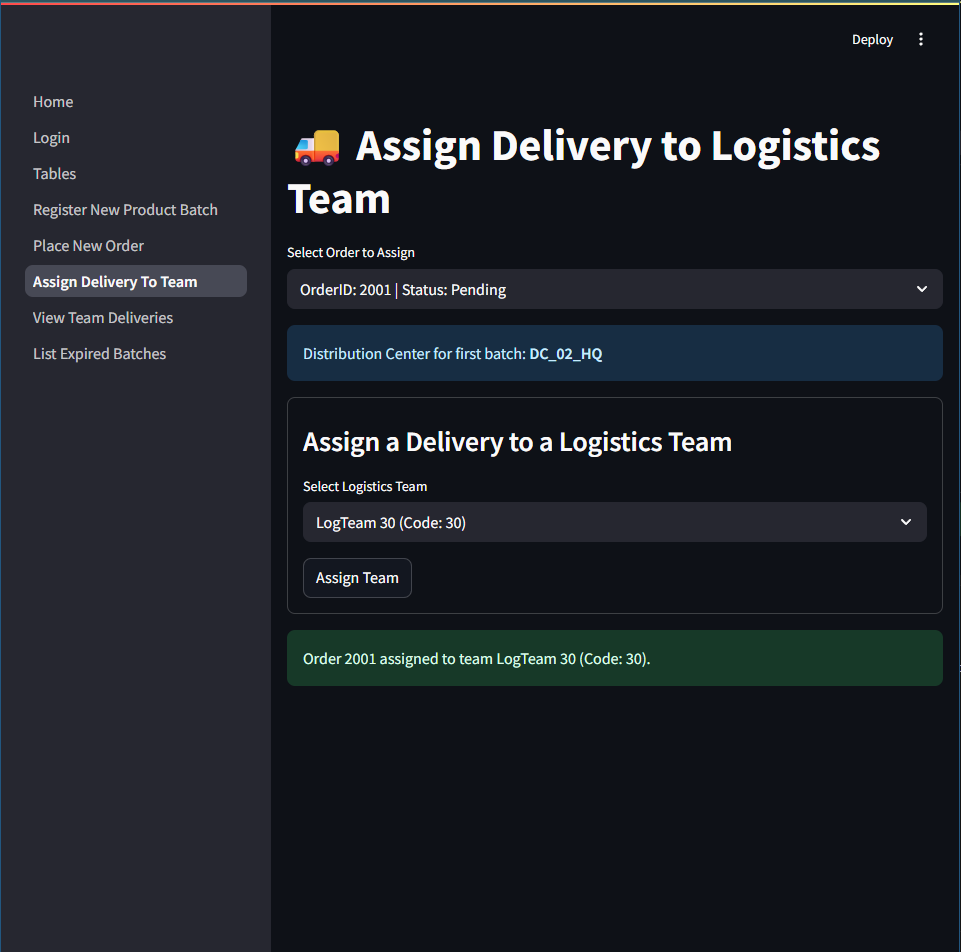 Deploy
Home
Login
Tables
Register New Product Batch
Place New Order
Assign Delivery To Team
View Team Deliveries
List Expired Batches
Assign Delivery to Logistics
Team
Select Order to Assign
OrderID: 2001 | Status: Pending
Distribution Center for first batch: DC_02_HQ
Assign a Delivery to a Logistics Team
Select Logistics Team
LogTeam 30 (Code: 30)
Assign Team
Order 2001 assigned to team LogTeam 30 (Code: 30).